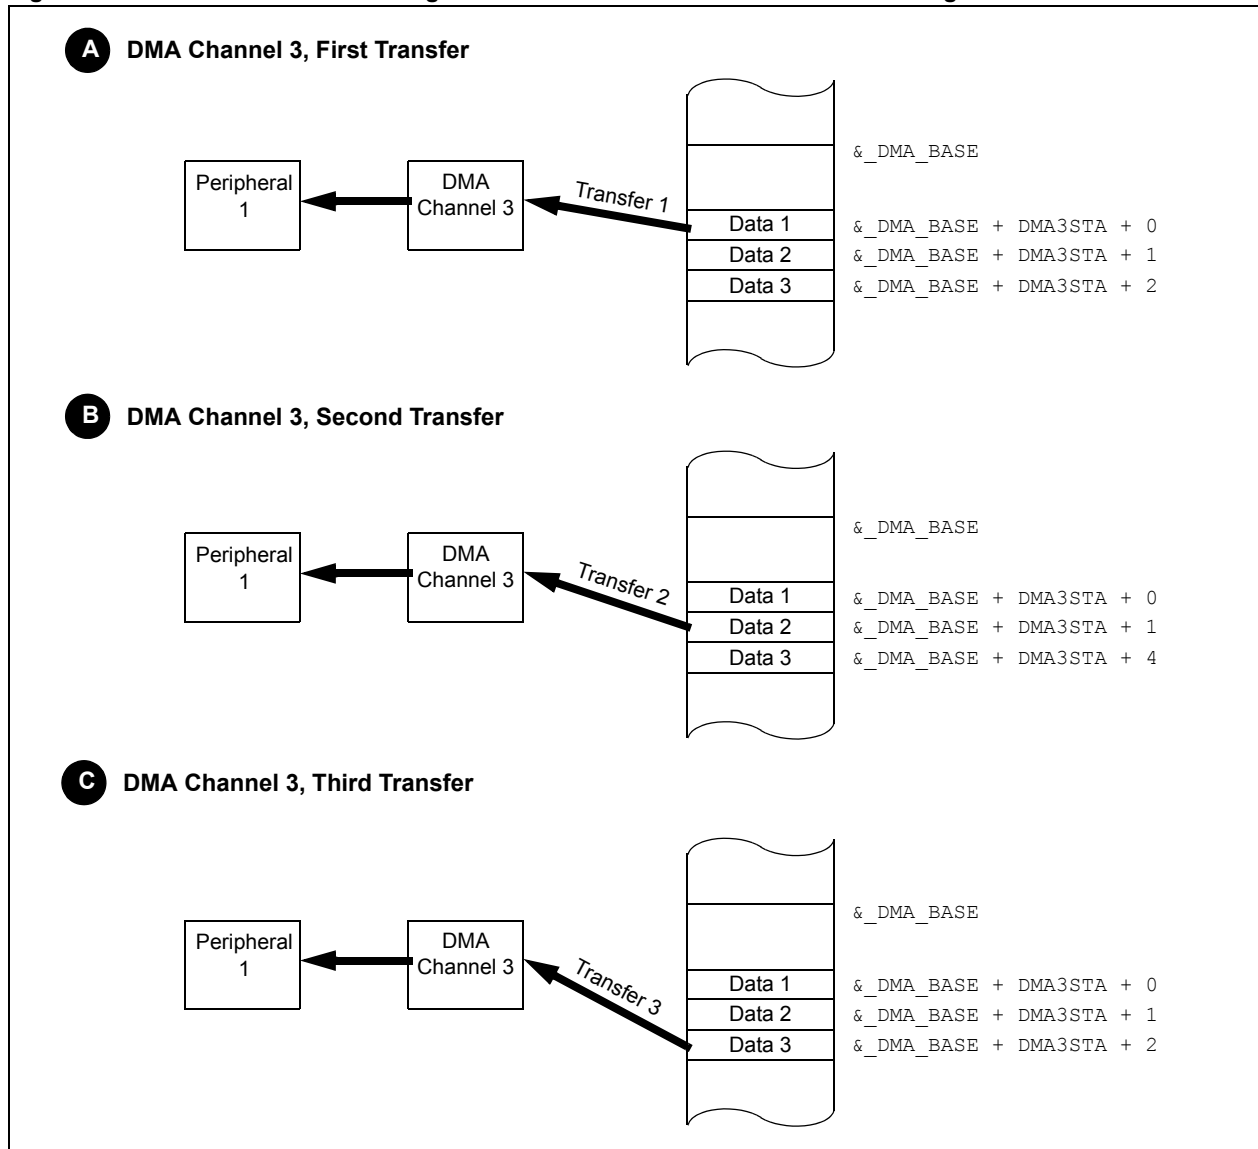 A DMA Channel 3, First Transfer
&_DMA_BASE
Peripheral
1
DMA
Channel 3
Transfer 1
Data 1 &_DMA_BASE + DMA3STA + 0
Data 2 &_DMA_BASE + DMA3STA + 1
Data 3 &_DMA_BASE + DMA3STA + 2
B DMA Channel 3, Second Transfer
&_DMA_BASE
Peripheral
1
DMA
Channel 3
Transfer 2
Data 1 &_DMA_BASE + DMA3STA + 0
Data 2 &_DMA_BASE + DMA3STA + 1
Data 3 &_DMA_BASE + DMA3STA + 4
C DMA Channel 3, Third Transfer
&_DMA_BASE
Peripheral
1
DMA
Channel 3
Transfer 3
Data 1 &_DMA_BASE + DMA3STA + 0
Data 2 &_DMA_BASE + DMA3STA + 1
Data 3 &_DMA_BASE + DMA3STA + 2